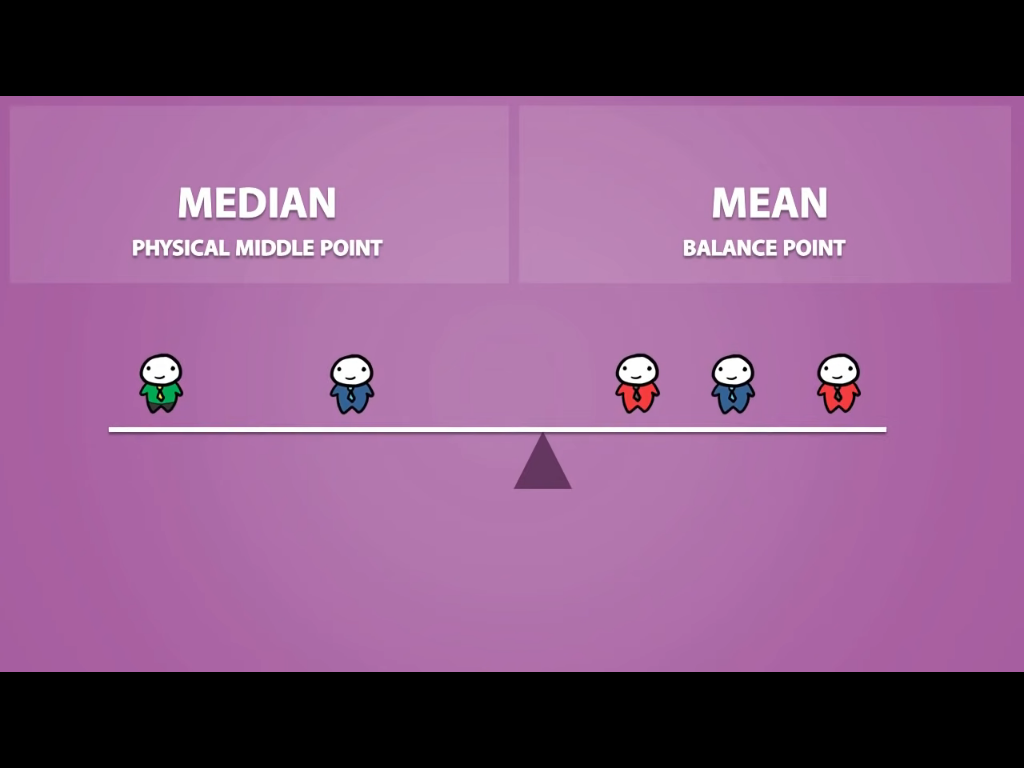 MEDIAN
PHYSICAL MIDDLE POINT
MEAN
BALANCE POINT